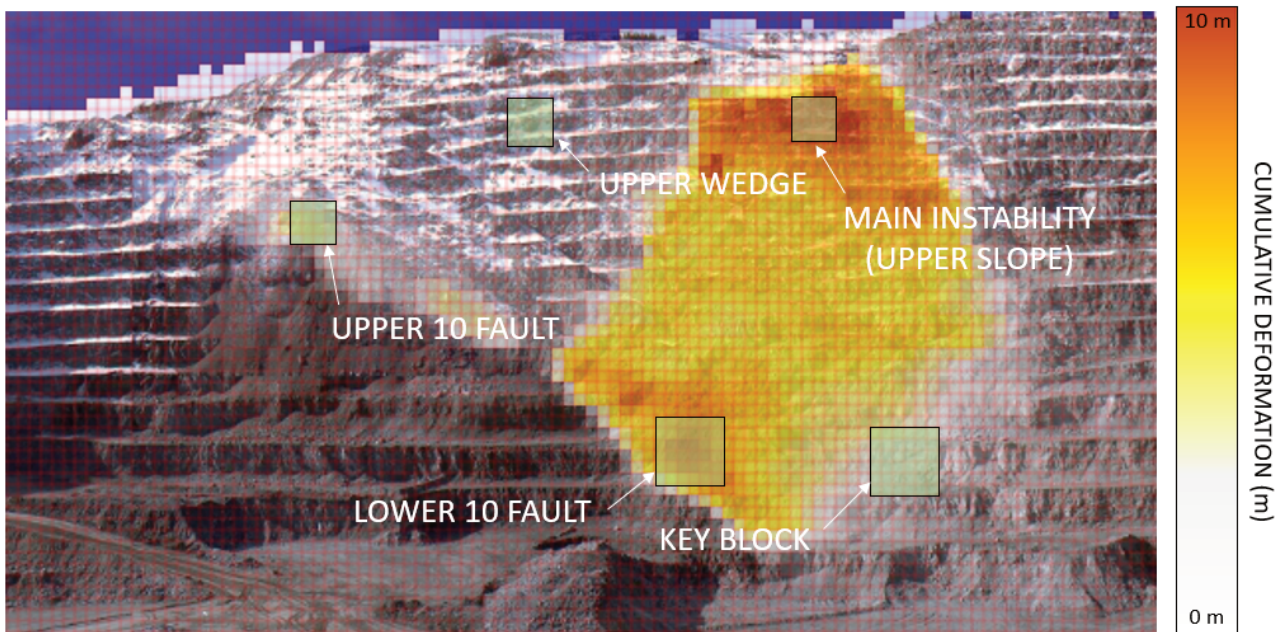 10 m
UPPER WEDGE
MAIN INSTABILITY
(UPPER SLOPE)
UPPER 10 FAULT
LOWER 10 FAULT
KEY BLOCK
CUMULATIVE DEFORMATION (m)
0 m